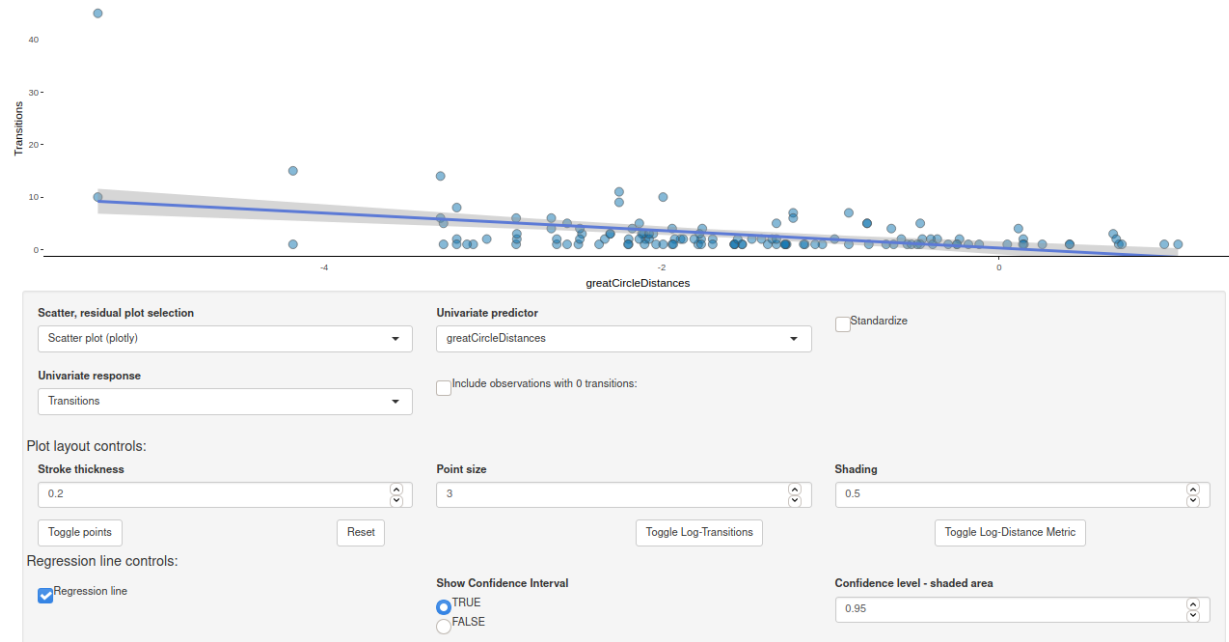 40
30
20
10
0
Transitions
-4 -2 0
greatCircleDistances
Scatter, residual plot selection Univariate predictor Standardize
Scatter plot (plotly) greatCircleDistances
Univariate response Include observations with 0 transitions:
Transitions
Plot layout controls:
Stroke thickness Point size Shading
0.2 3 0.5
Toggle points Reset Toggle Log-Transitions Toggle Log-Distance Metric
Regression line controls:
Regression line Show Confidence Interval Confidence level - shaded area
TRUE 0.95
FALSE